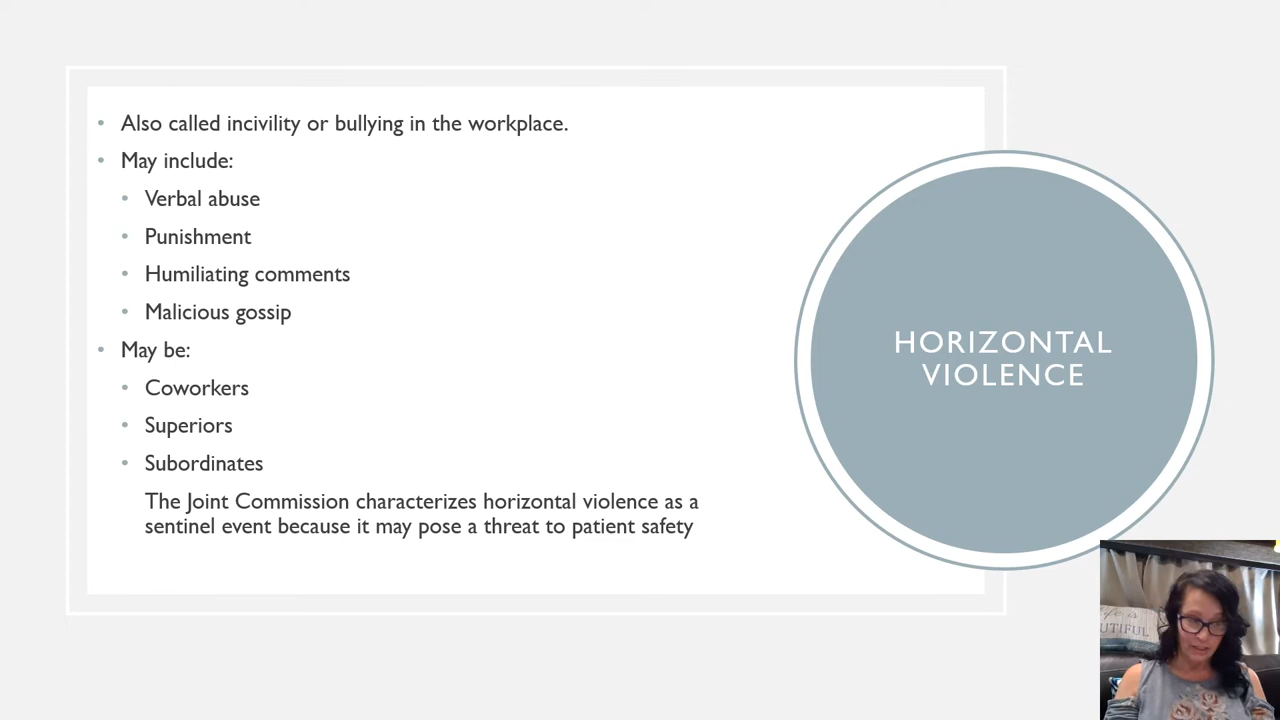 Also called incivility or bullying in the workplace.
May include:
Verbal abuse
Punishment
Humiliating comments
Malicious gossip
May be:
Coworkers
Superiors
Subordinates
The Joint Commission characterizes horizontal violence as a
sentinel event because it may pose a threat to patient safety
HORIZONTAL
VIOLENCE